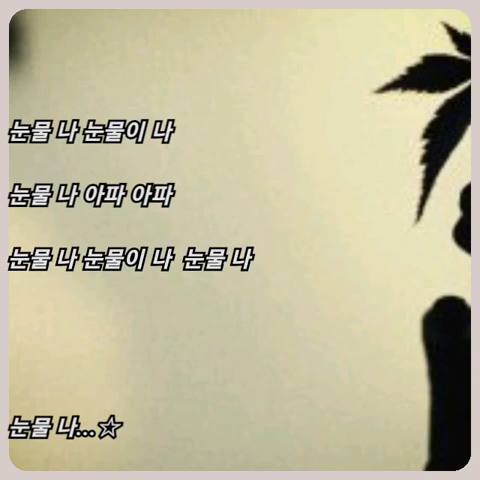 눈물 나 눈물이 나
눈물 나 아파 아파
눈물 나 눈물이 나 눈물 나
눈물 나...☆